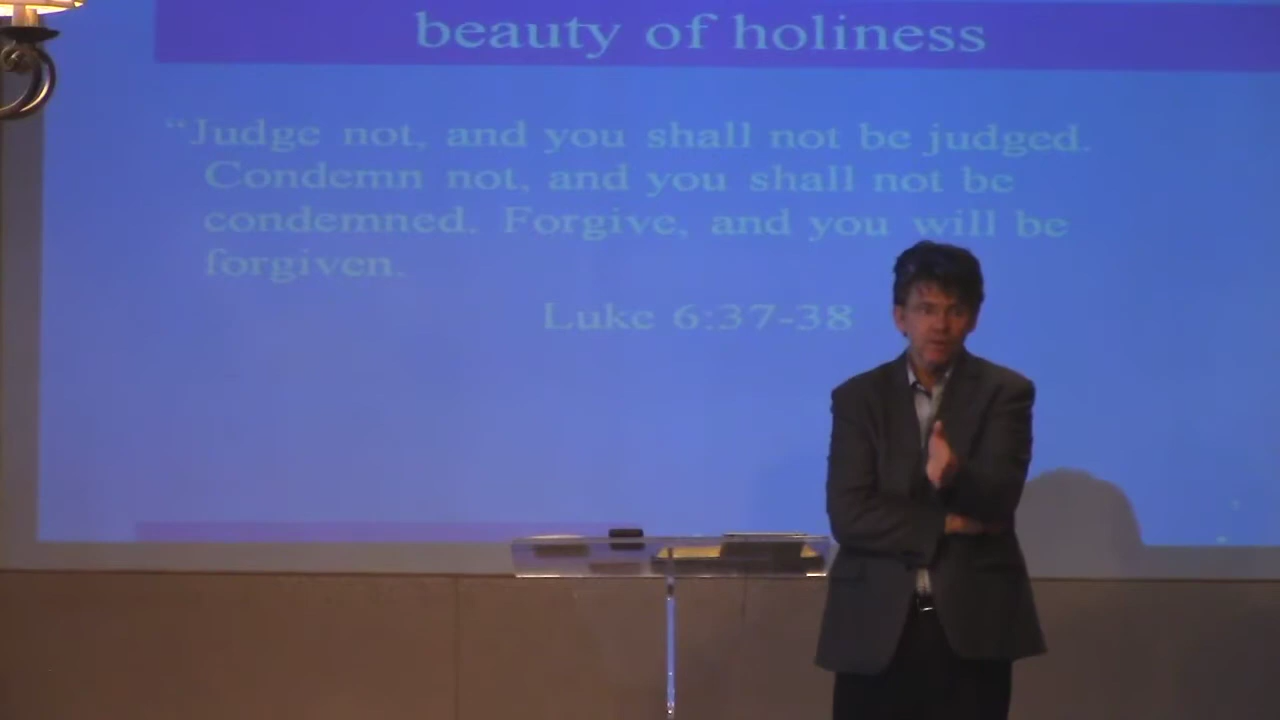 beauty of holiness
“Judge not, and you shall not be judged.
Condemn not, and you shall not be
condemned. Forgive, and you will be
forgiven.
Luke 6:37-38